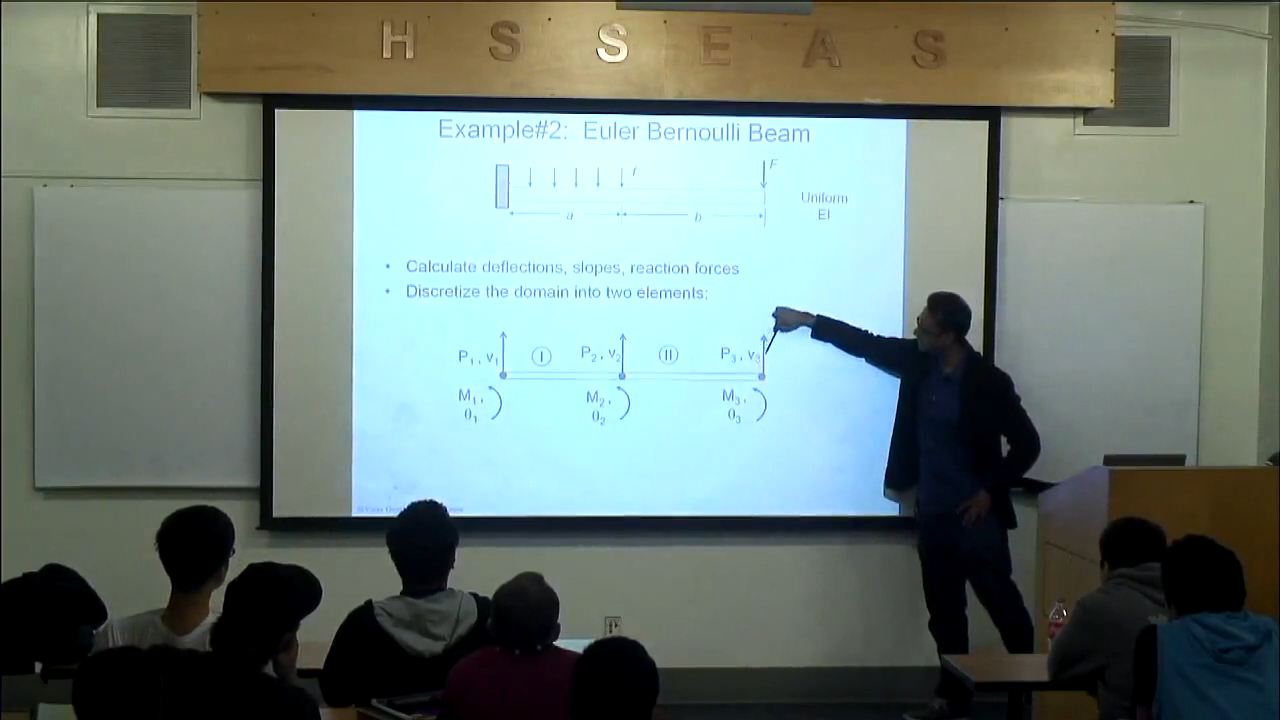 H S S E A S
Example#2: Euler Bernoulli Beam
f
F
a
b
Uniform
EI
• Calculate deflections, slopes, reaction forces
• Discretize the domain into two elements;
P1, v1
I
P2, v2
II
P3, v3
M1,
θ1
M2,
θ2
M3,
θ3